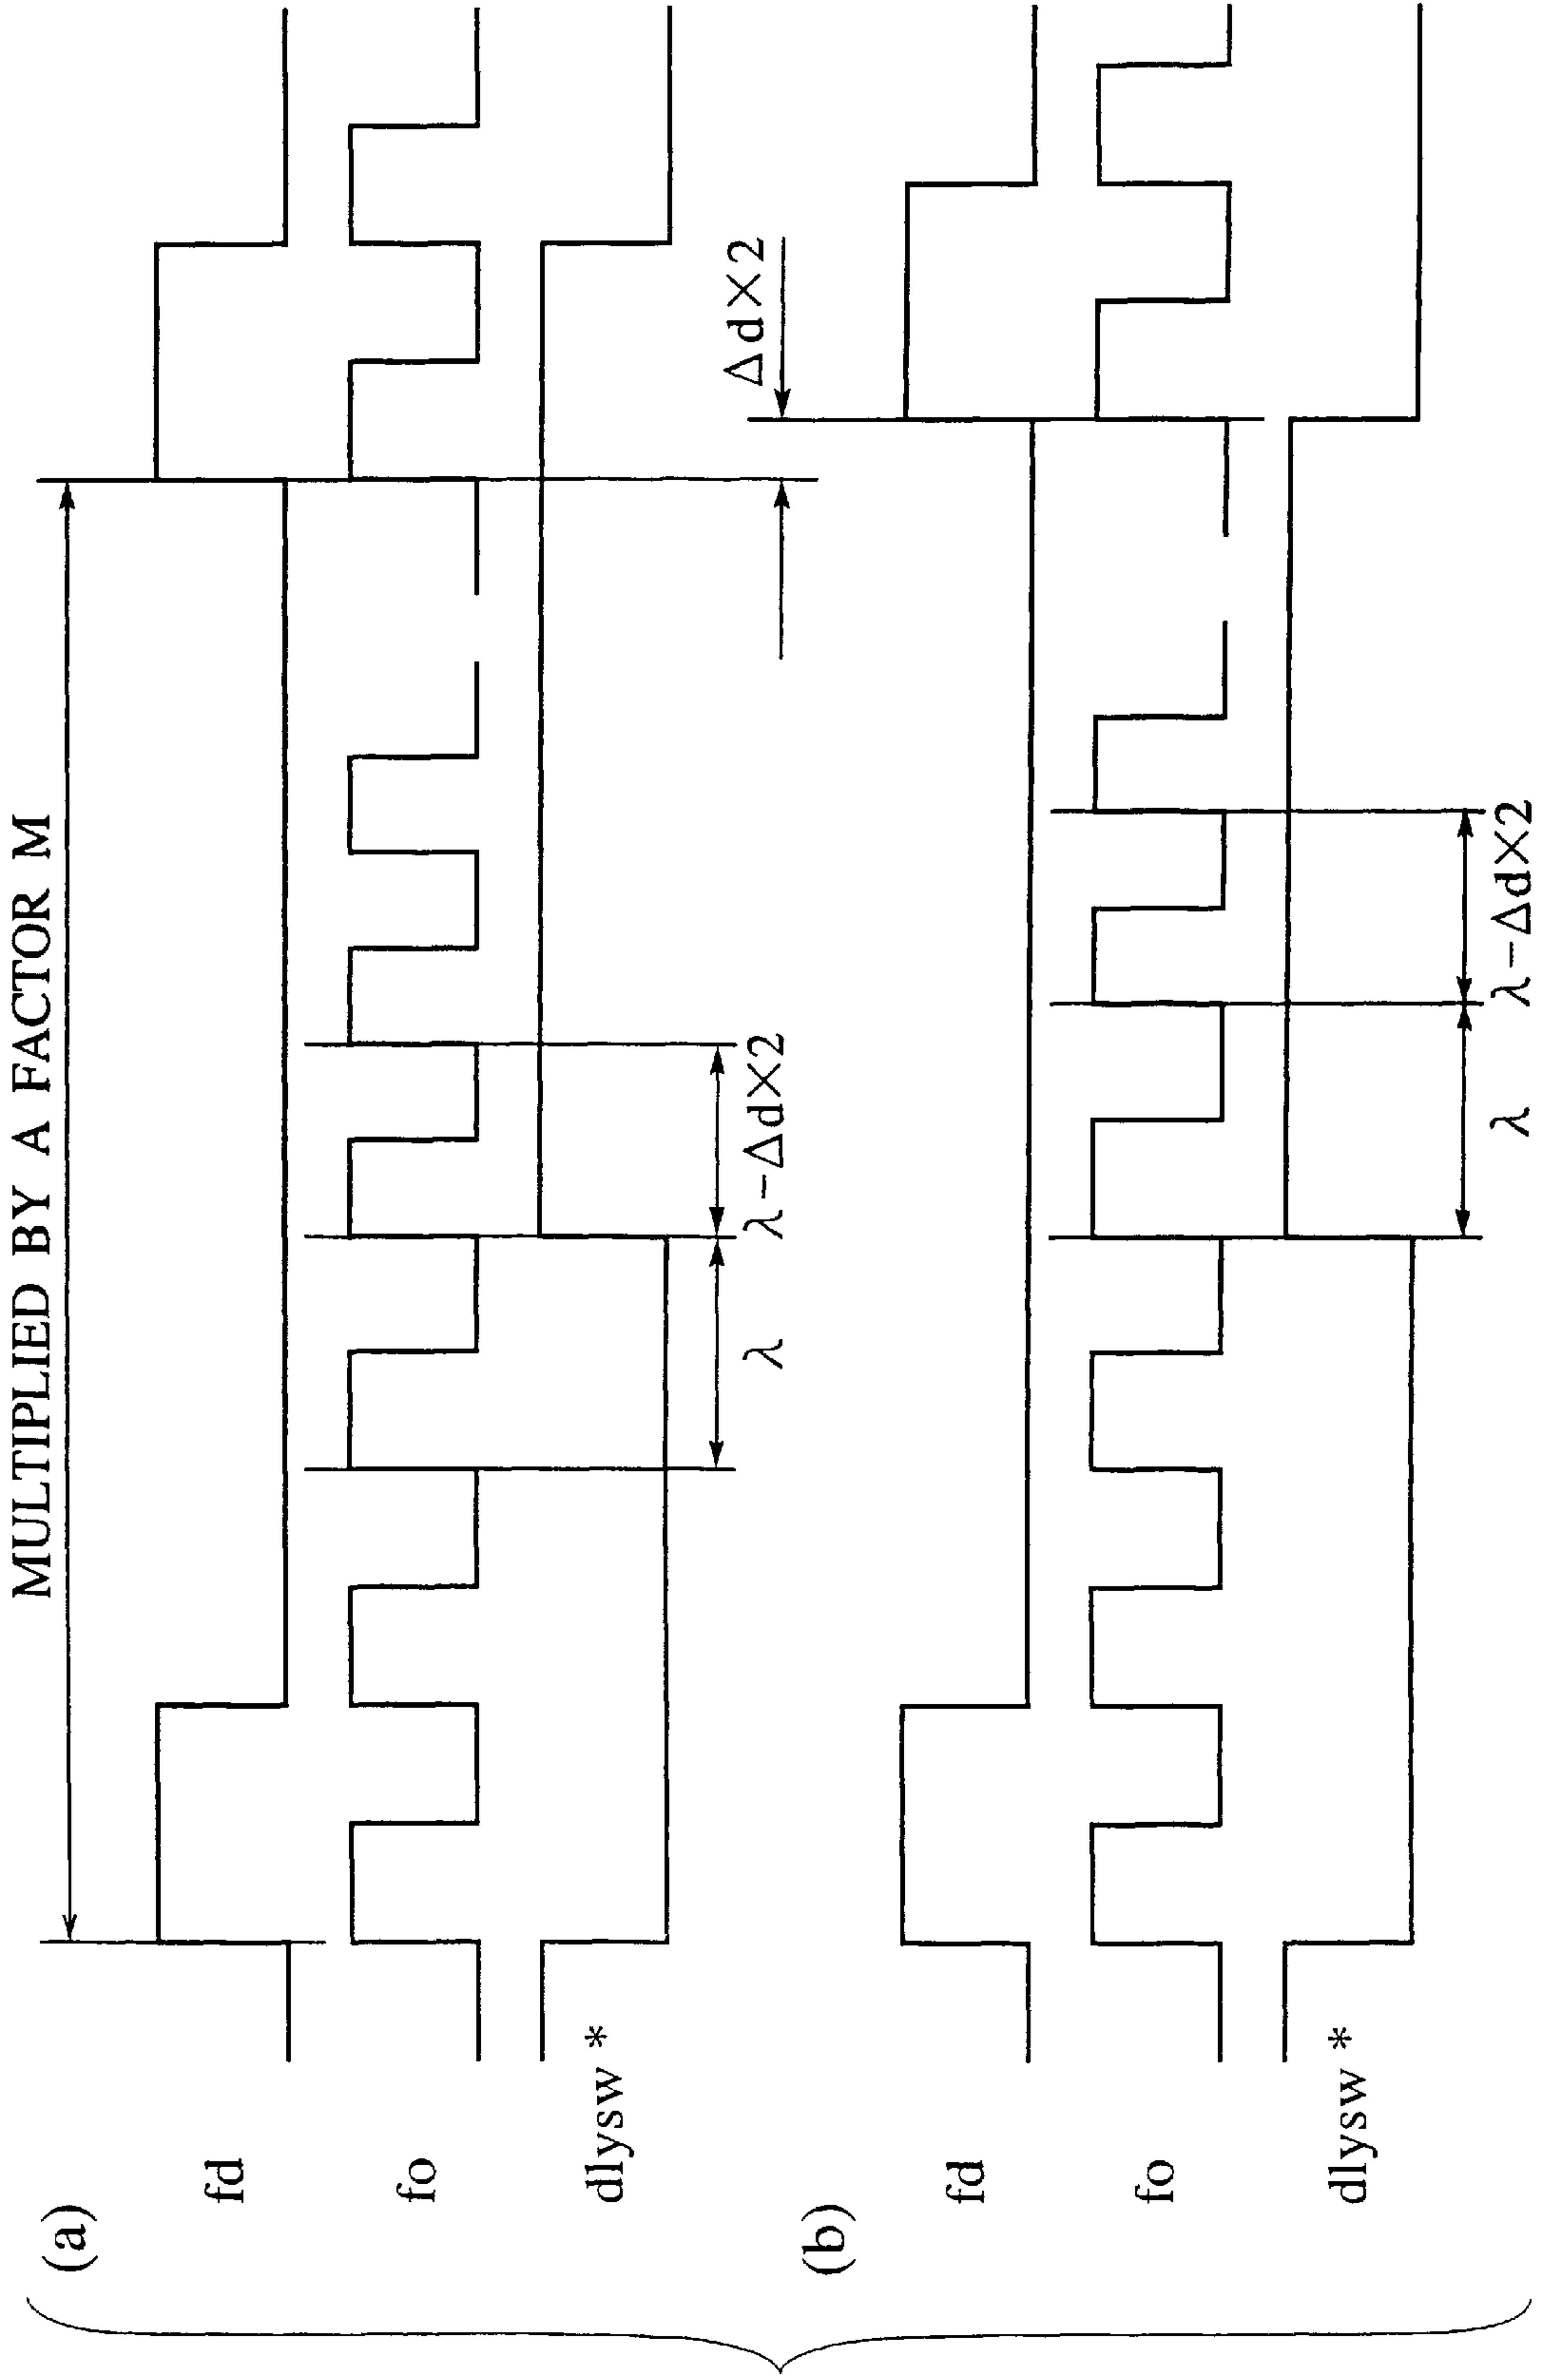 (a)
MULTIPLIED BY A FACTOR M
fd
fo
dlysw *
λ
λ−Δd×2
Δd×2
(b)
fd
fo
dlysw *
λ
λ−Δd×2